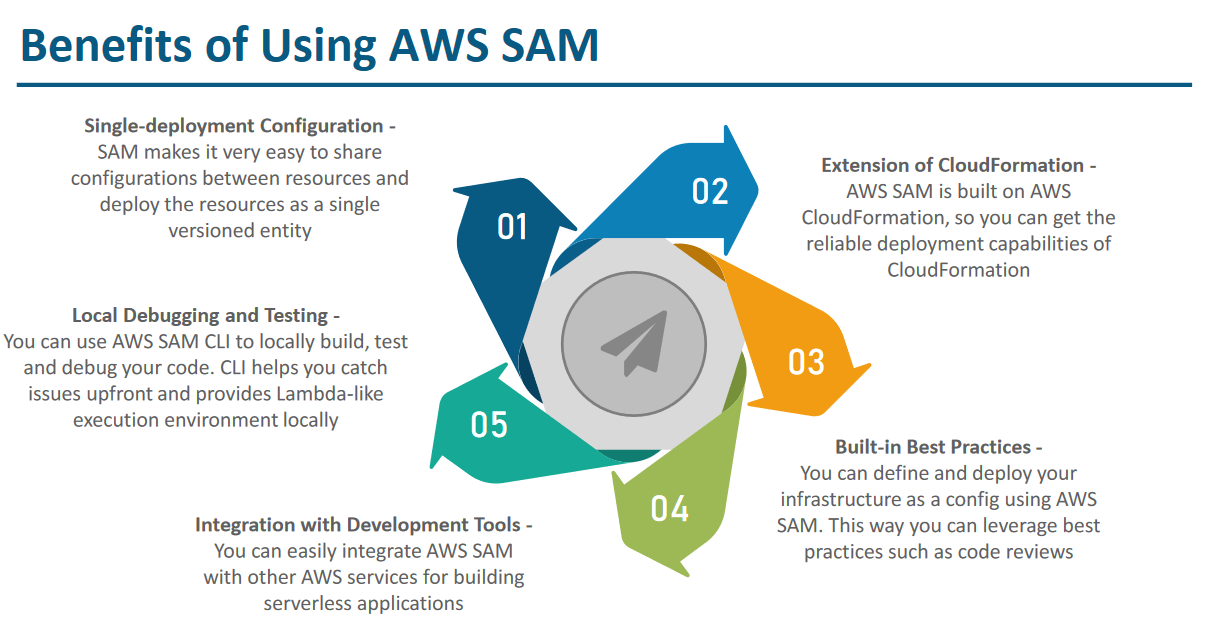 Benefits of Using AWS SAM
Single-deployment Configuration -
SAM makes it very easy to share
configurations between resources and
deploy the resources as a single
versioned entity
01
02
Extension of CloudFormation -
AWS SAM is built on AWS
CloudFormation, so you can get the
reliable deployment capabilities of
CloudFormation
Local Debugging and Testing -
You can use AWS SAM CLI to locally build, test
and debug your code. CLI helps you catch
issues upfront and provides Lambda-like
execution environment locally
03
05
Built-in Best Practices -
You can define and deploy your
infrastructure as a config using AWS
SAM. This way you can leverage best
practices such as code reviews
04
Integration with Development Tools -
You can easily integrate AWS SAM
with other AWS services for building
serverless applications